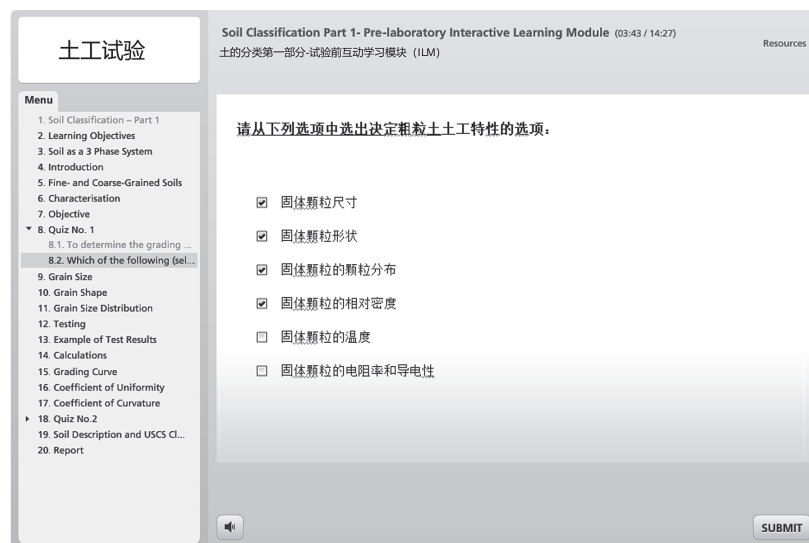 土工试验
Soil Classification Part 1- Pre-laboratory Interactive Learning Module (03:43 / 14:27)
土的分类第一部分-试验前互动学习模块（ILM）
Resources
Menu
1. Soil Classification – Part 1
2. Learning Objectives
3. Soil as a 3 Phase System
4. Introduction
5. Fine- and Coarse-Grained Soils
6. Characterisation
7. Objective
8. Quiz No. 1
8.1. To determine the grading ...
8.2. Which of the following (sel...
9. Grain Size
10. Grain Shape
11. Grain Size Distribution
12. Testing
13. Example of Test Results
14. Calculations
15. Grading Curve
16. Coefficient of Uniformity
17. Coefficient of Curvature
18. Quiz No.2
19. Soil Description and USCS Cl...
20. Report
请从下列选项中选出决定粗粒土土工特性的选项：
固体颗粒尺寸
固体颗粒形状
固体颗粒的颗粒分布
固体颗粒的相对密度
固体颗粒的温度
固体颗粒的电阻率和导电性
SUBMIT